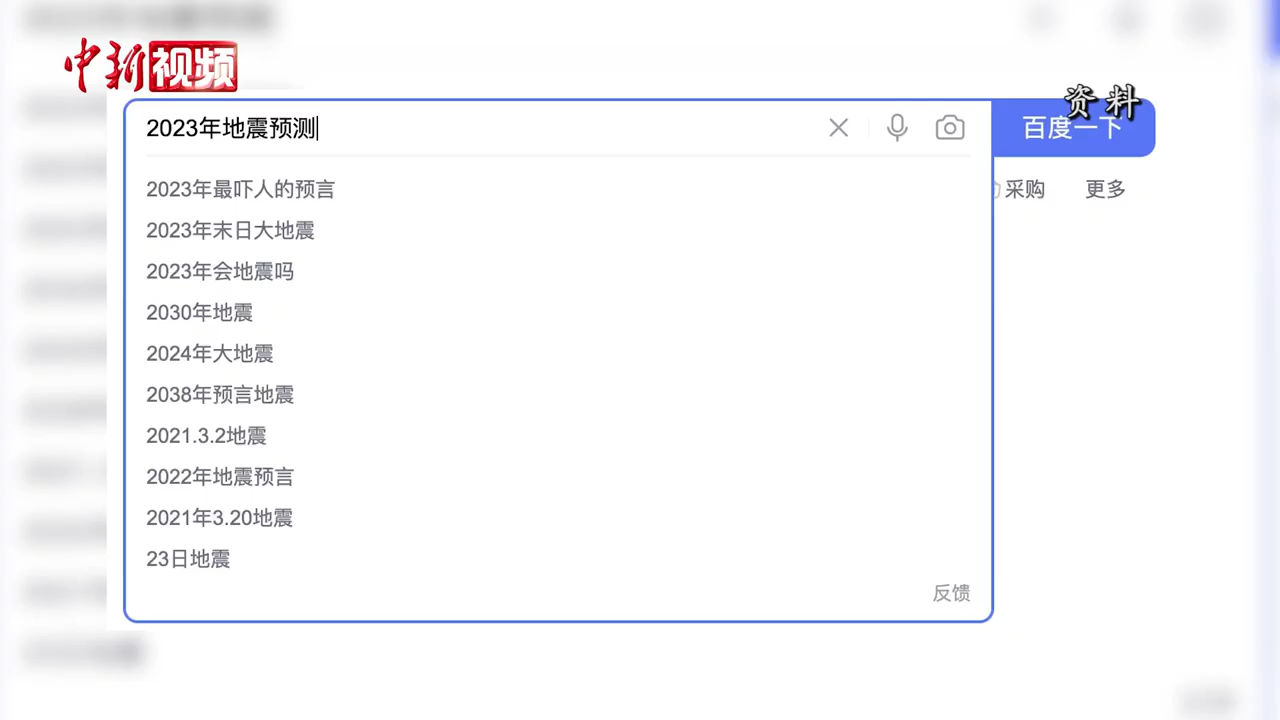 中新视频
资料
2023年地震预测
百度一下
2023年最吓人的预言
采购 更多
2023年末日大地震
2023年会地震吗
2030年地震
2024年大地震
2038年预言地震
2021.3.2地震
2022年地震预言
2021年3.20地震
23日地震
反馈